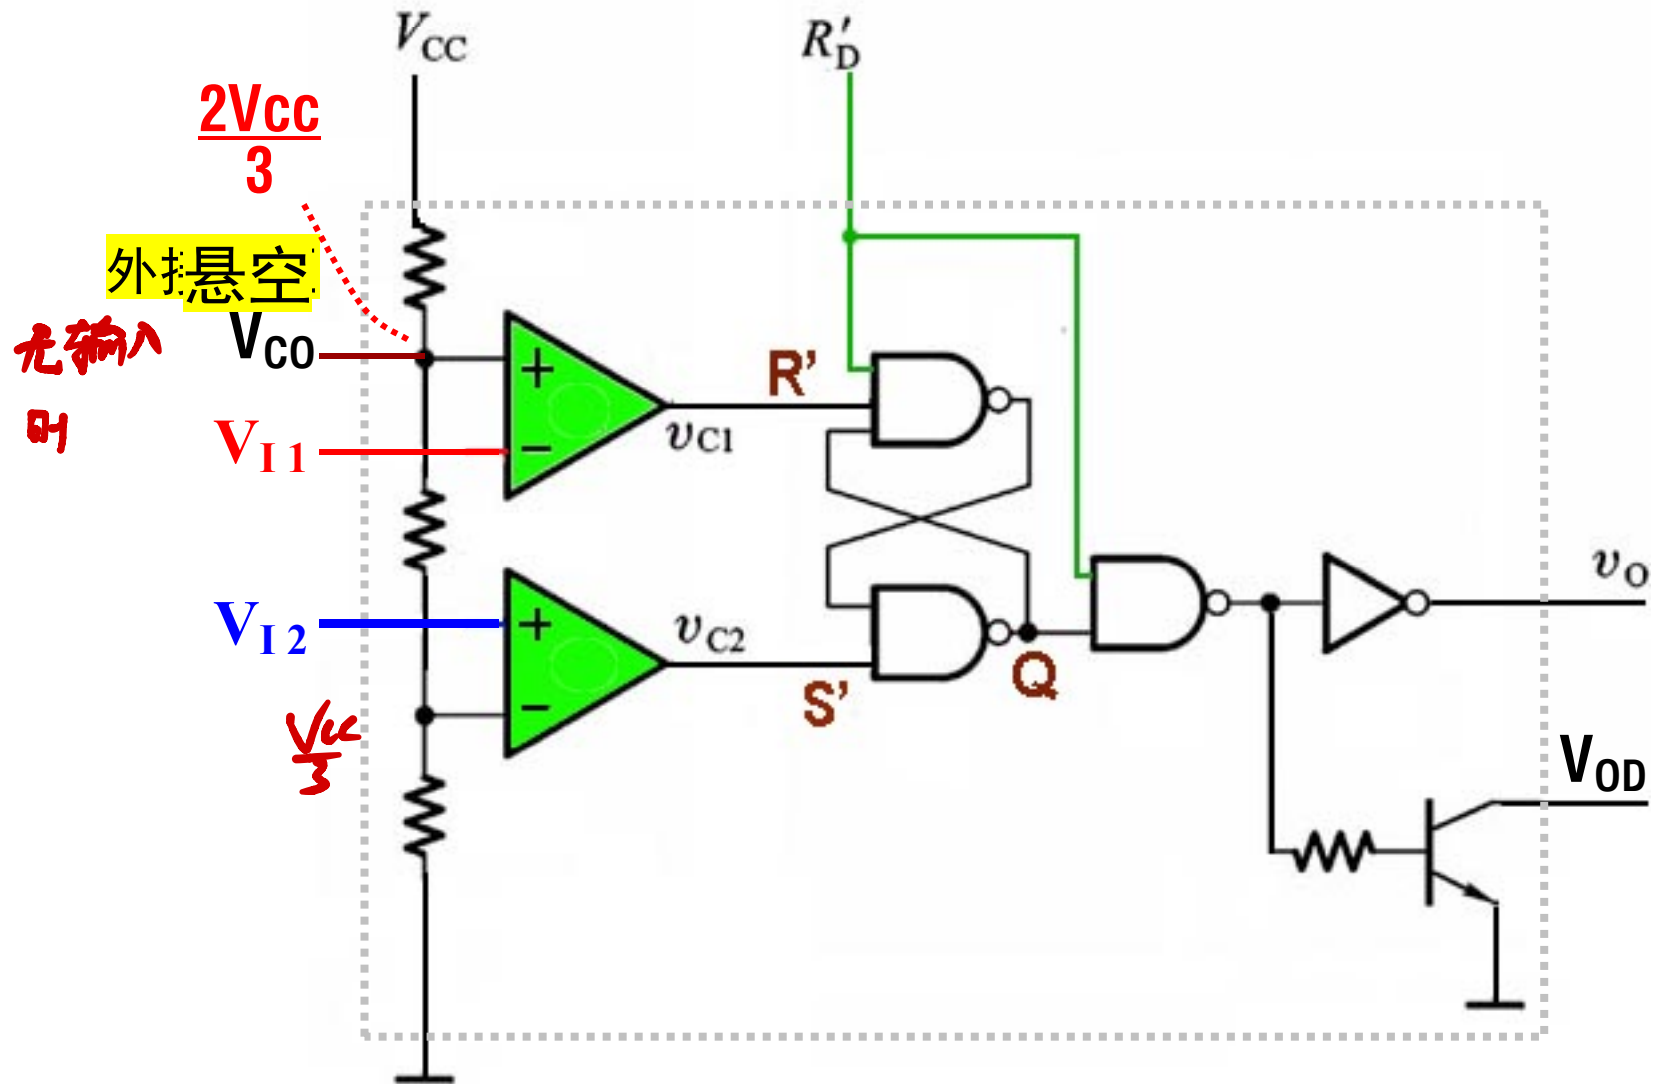 V_CC
R'_D
2Vcc
3
外接
悬空
无输入
时
V_CO
+
−
R'
v_C1
V_I1
V_I2
+
−
v_C2
S'
Q
v_O
Vcc
3
V_OD